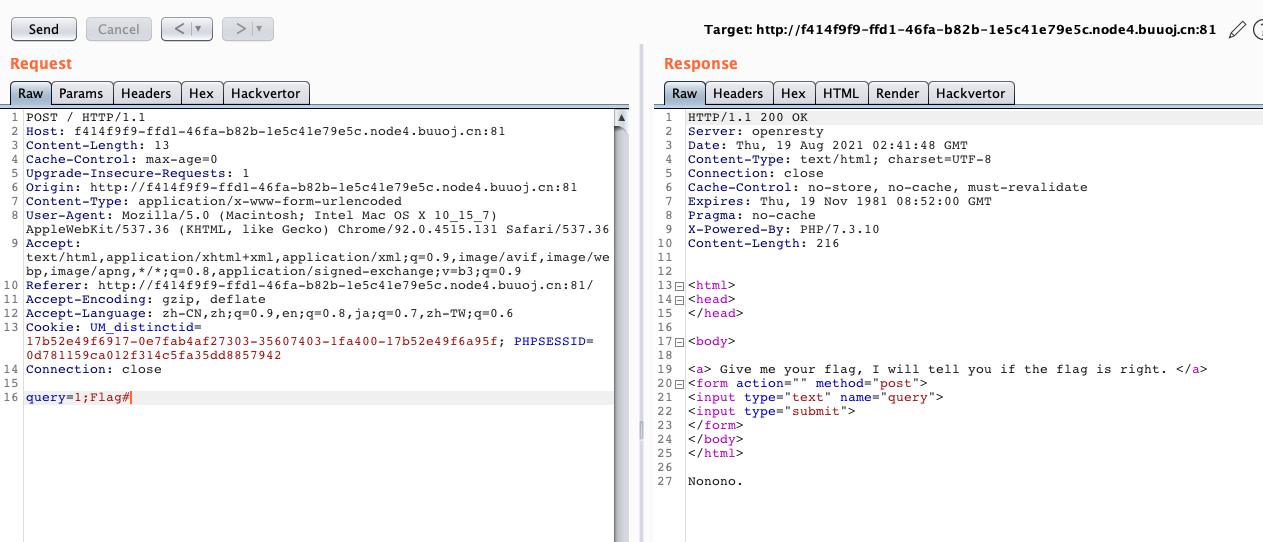 Send Cancel < > Target: http://f414f9f9-ffd1-46fa-b82b-1e5c41e79e5c.node4.buuoj.cn:81
Request
Raw Params Headers Hex Hackvertor
1 POST / HTTP/1.1
2 Host: f414f9f9-ffd1-46fa-b82b-1e5c41e79e5c.node4.buuoj.cn:81
3 Content-Length: 13
4 Cache-Control: max-age=0
5 Upgrade-Insecure-Requests: 1
6 Origin: http://f414f9f9-ffd1-46fa-b82b-1e5c41e79e5c.node4.buuoj.cn:81
7 Content-Type: application/x-www-form-urlencoded
8 User-Agent: Mozilla/5.0 (Macintosh; Intel Mac OS X 10_15_7)
AppleWebKit/537.36 (KHTML, like Gecko) Chrome/92.0.4515.131 Safari/537.36
9 Accept:
text/html,application/xhtml+xml,application/xml;q=0.9,image/avif,image/we
bp,image/apng,*/*;q=0.8,application/signed-exchange;v=b3;q=0.9
10 Referer: http://f414f9f9-ffd1-46fa-b82b-1e5c41e79e5c.node4.buuoj.cn:81/
11 Accept-Encoding: gzip, deflate
12 Accept-Language: zh-CN,zh;q=0.9,en;q=0.8,ja;q=0.7,zh-TW;q=0.6
13 Cookie: UM_distinctid=
17b52e49f6917-0e7fab4af27303-35607403-1fa400-17b52e49f6a95f; PHPSESSID=
0d781159ca012f314c5fa35dd8857942
14 Connection: close
15
16 query=1;Flag#
Response
Raw Headers Hex HTML Render Hackvertor
1 HTTP/1.1 200 OK
2 Server: openresty
3 Date: Thu, 19 Aug 2021 02:41:48 GMT
4 Content-Type: text/html; charset=UTF-8
5 Connection: close
6 Cache-Control: no-store, no-cache, must-revalidate
7 Expires: Thu, 19 Nov 1981 08:52:00 GMT
8 Pragma: no-cache
9 X-Powered-By: PHP/7.3.10
10 Content-Length: 216
11
12
13 <html>
14 <head>
15 </head>
16
17 <body>
18
19 <a> Give me your flag, I will tell you if the flag is right. </a>
20 <form action="" method="post">
21 <input type="text" name="query">
22 <input type="submit">
23 </form>
24 </body>
25 </html>
26
27 Nonono.